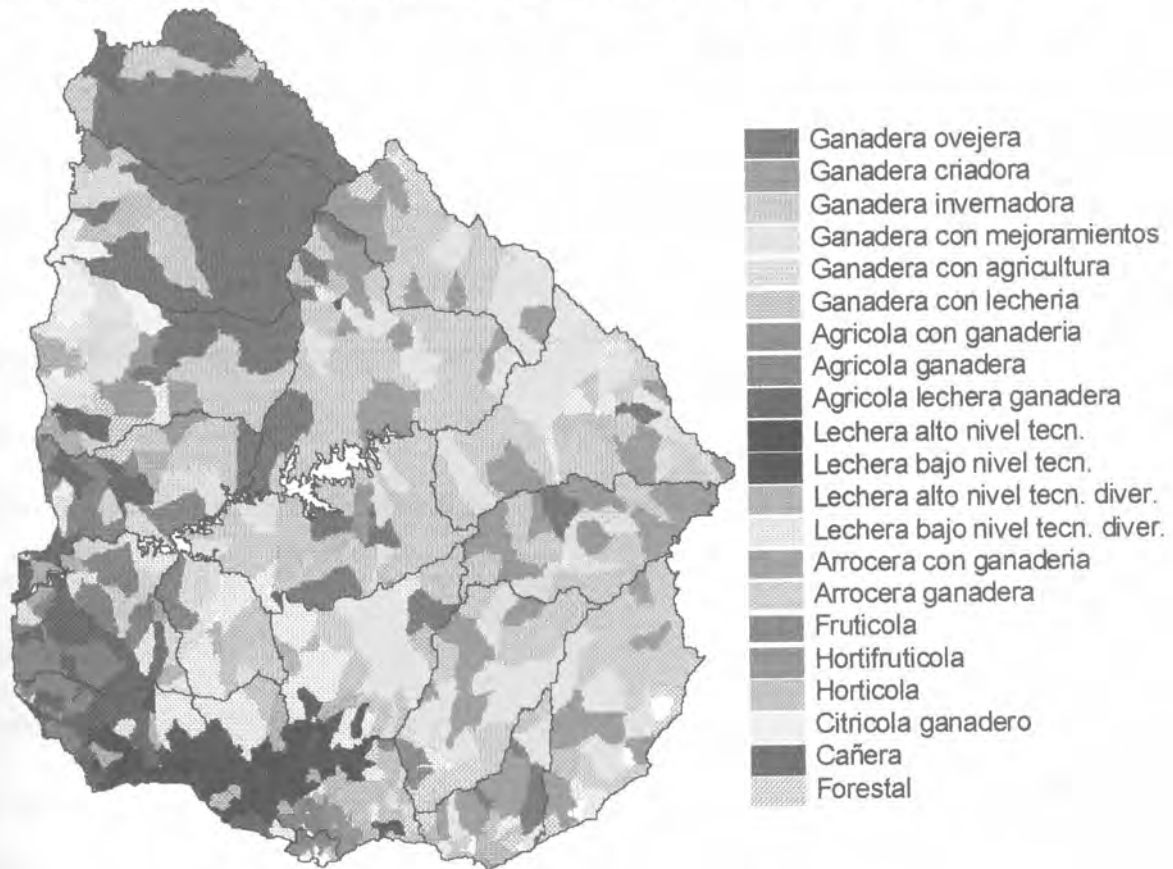 Ganadera ovejera
Ganadera criadora
Ganadera invernadora
Ganadera con mejoramientos
Ganadera con agricultura
Ganadera con lecheria
Agricola con ganaderia
Agricola ganadera
Agricola lechera ganadera
Lechera alto nivel tecn.
Lechera bajo nivel tecn.
Lechera alto nivel tecn. diver.
Lechera bajo nivel tecn. diver.
Arrocera con ganaderia
Arrocera ganadera
Fruticola
Hortifruticola
Horticola
Citricola ganadero
Cañera
Forestal